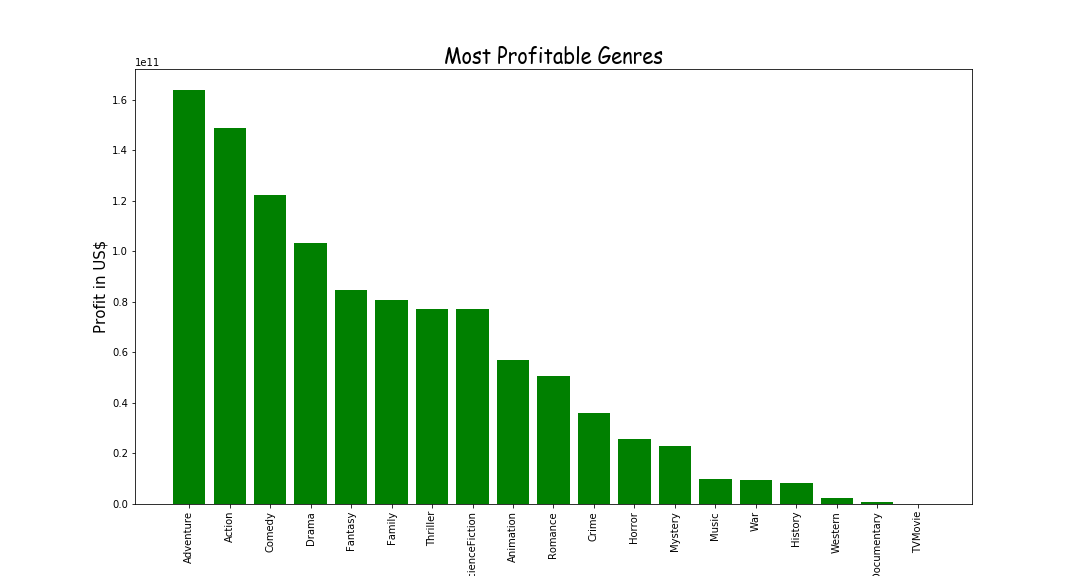 Most Profitable Genres
1e11
1.6
1.4
1.2
1.0
0.8
0.6
0.4
0.2
0.0
Profit in US$
Adventure
Action
Comedy
Drama
Fantasy
Family
Thriller
cienceFiction
Animation
Romance
Crime
Horror
Mystery
Music
War
History
Western
Documentary
TVMovie